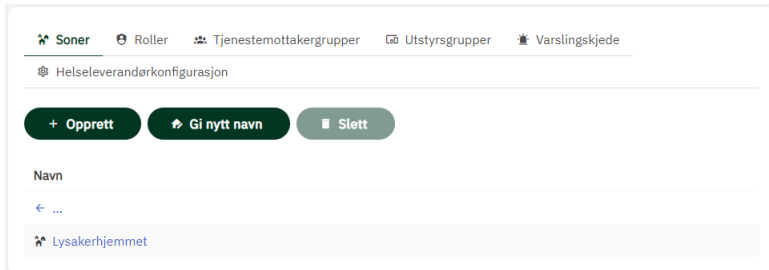 Soner Roller Tjenestemottakergrupper Utstyrsgrupper Varslingskjede
Helseleverandørkonfigurasjon
+ Opprett Gi nytt navn Slett
Navn
← ...
Lysakerhjemmet